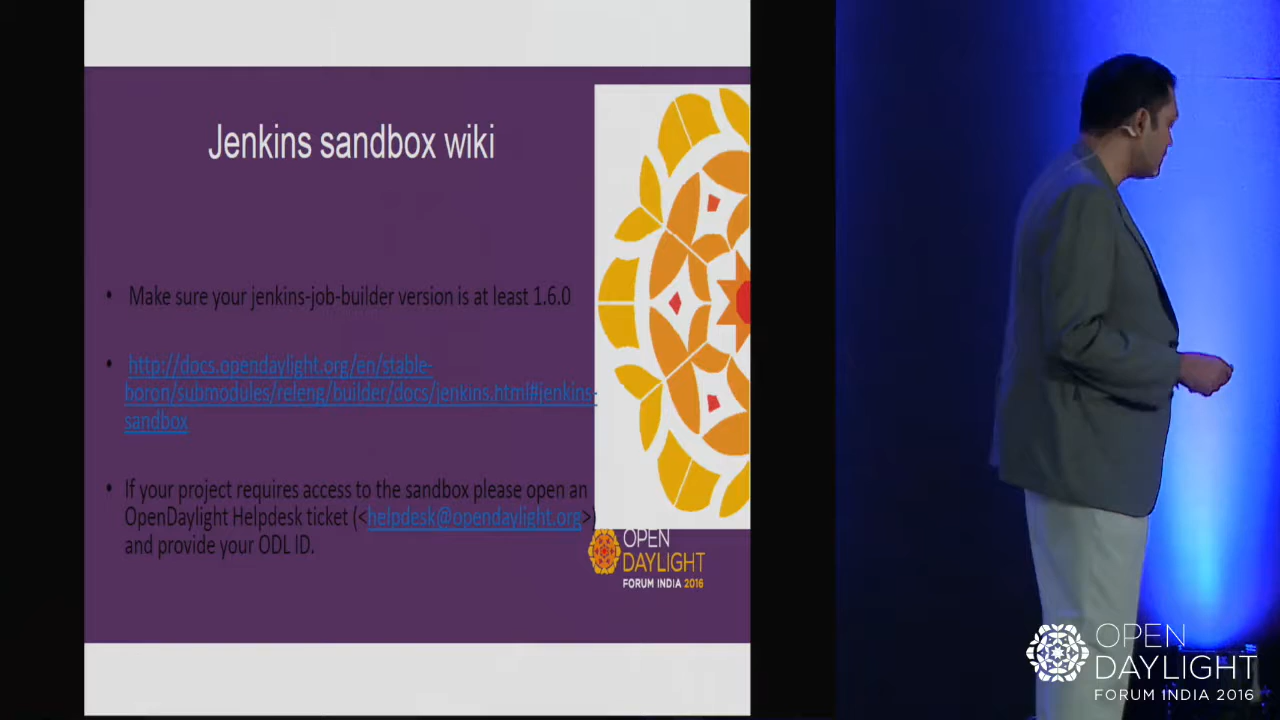 Jenkins sandbox wiki
• Make sure your jenkins-job-builder version is at least 1.6.0
• http://docs.opendaylight.org/en/stable-
boron/submodules/releng/builder/docs/jenkins.html#jenkins-
sandbox
• If your project requires access to the sandbox please open an
OpenDaylight Helpdesk ticket (<helpdesk@opendaylight.org>)
and provide your ODL ID.
OPEN
DAYLIGHT
FORUM INDIA 2016
OPEN
DAYLIGHT
FORUM INDIA 2016